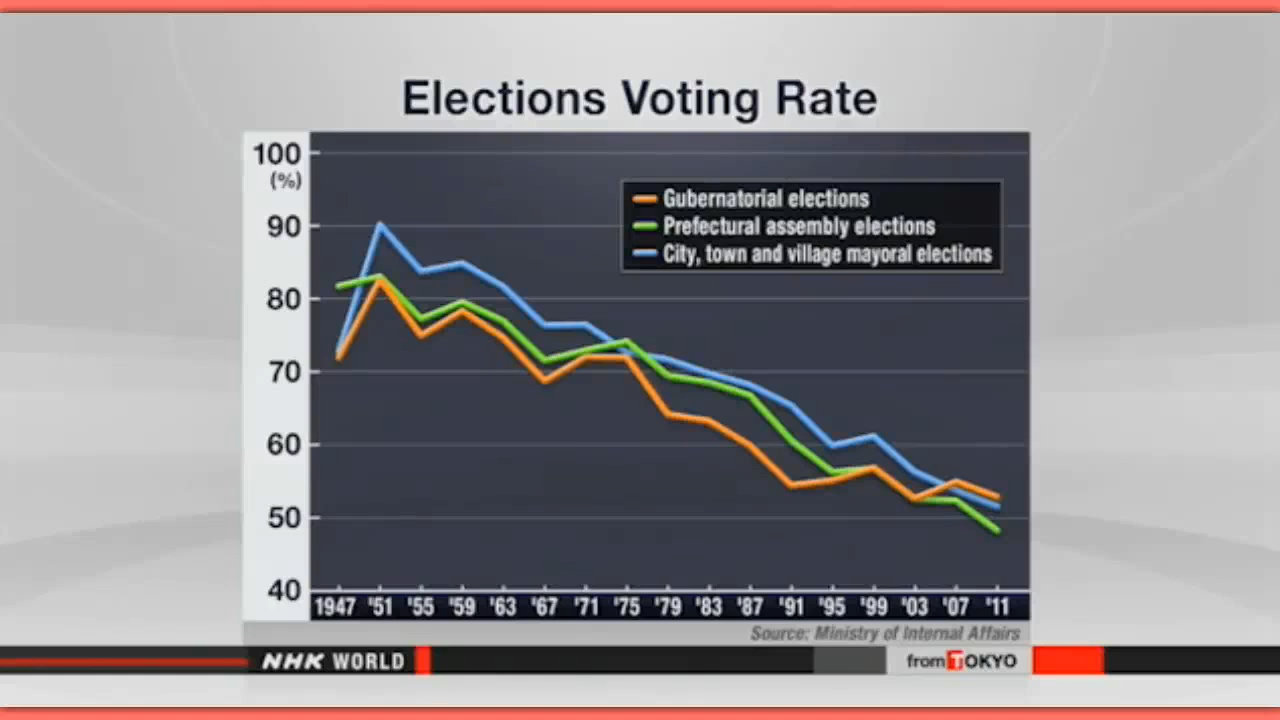 Elections Voting Rate
100
(%)
90
80
70
60
50
40
Gubernatorial elections
Prefectural assembly elections
City, town and village mayoral elections
1947 '51 '55 '59 '63 '67 '71 '75 '79 '83 '87 '91 '95 '99 '03 '07 '11
Source: Ministry of Internal Affairs
NHK WORLD
from TOKYO